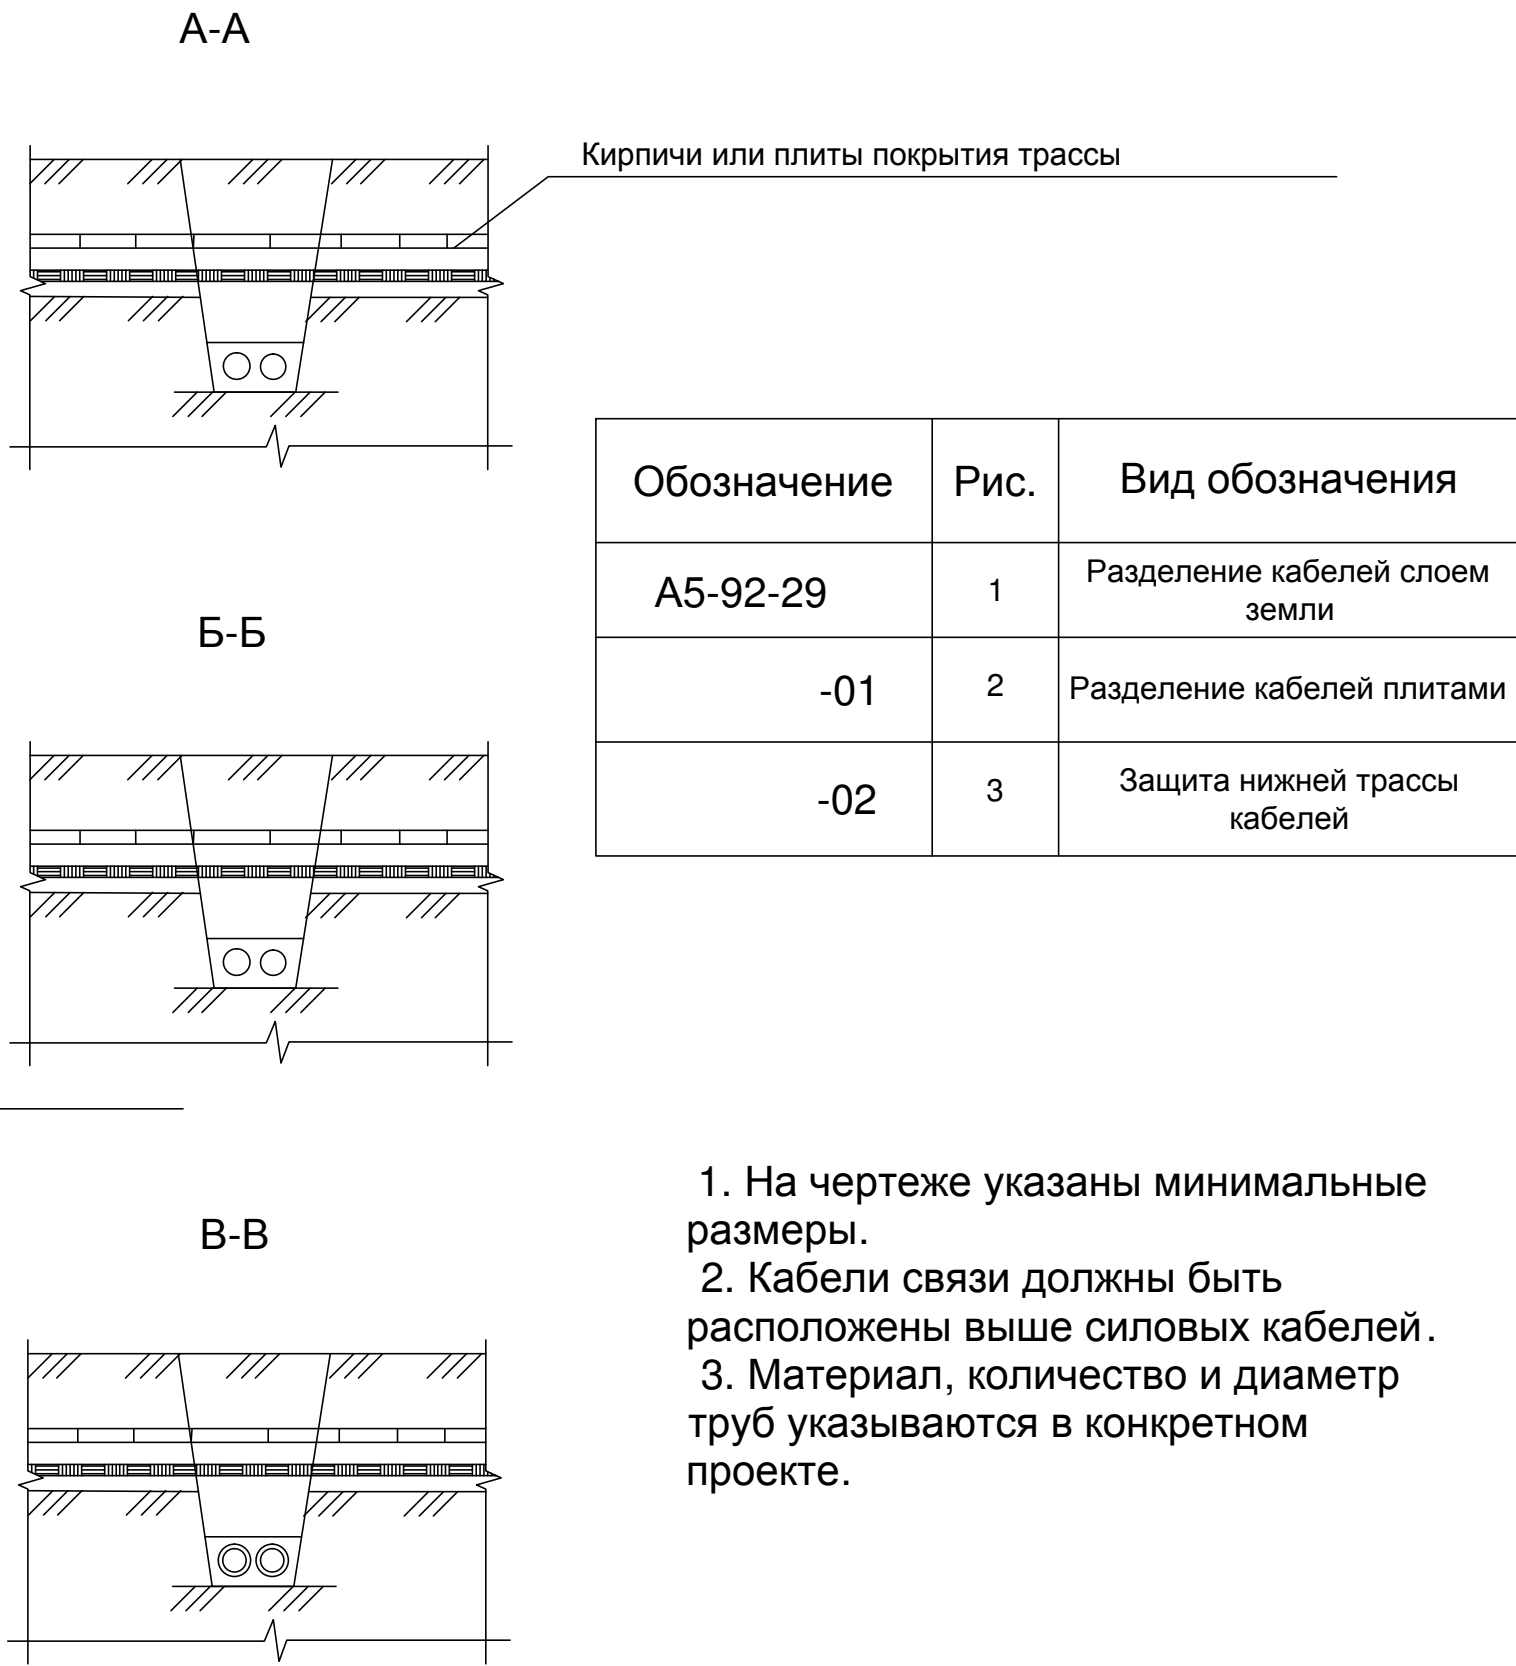 А-А
Кирпичи или плиты покрытия трассы
Обозначение Рис. Вид обозначения
А5-92-29 1 Разделение кабелей слоем
земли
-01 2 Разделение кабелей плитами
-02 3 Защита нижней трассы
кабелей
Б-Б
В-В
1. На чертеже указаны минимальные
размеры.
2. Кабели связи должны быть
расположены выше силовых кабелей.
3. Материал, количество и диаметр
труб указываются в конкретном
проекте.